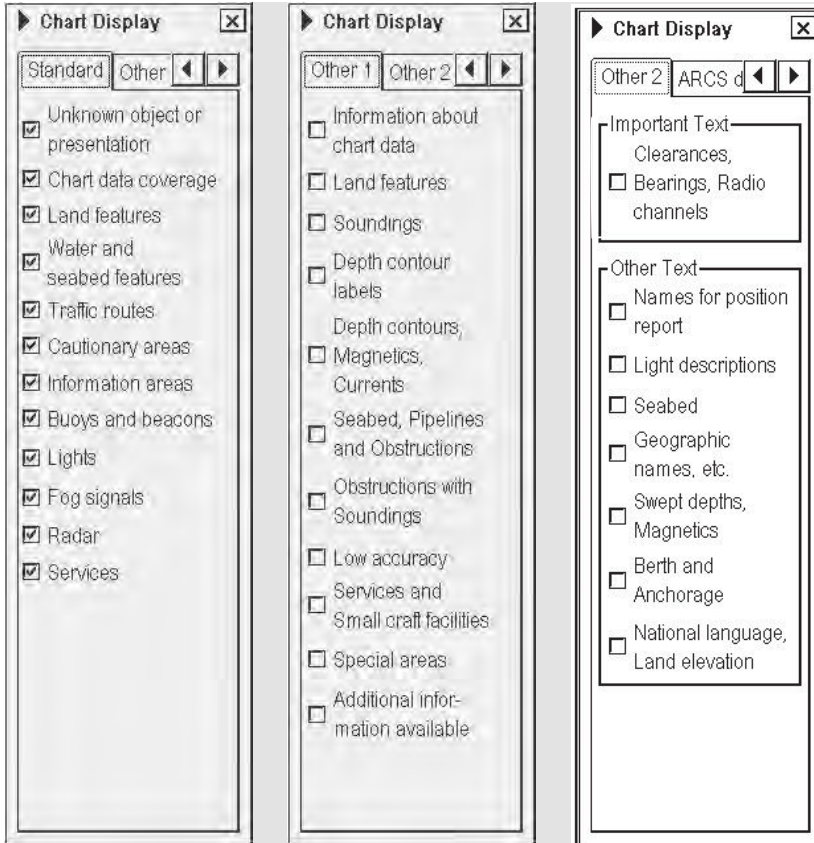 Chart Display
Standard Other
Unknown object or
presentation
Chart data coverage
Land features
Water and
seabed features
Traffic routes
Cautionary areas
Information areas
Buoys and beacons
Lights
Fog signals
Radar
Services
Chart Display
Other 1 Other 2
Information about
chart data
Land features
Soundings
Depth contour
labels
Depth contours,
Magnetics,
Currents
Seabed, Pipelines
and Obstructions
Obstructions with
Soundings
Low accuracy
Services and
Small craft facilities
Special areas
Additional infor-
mation available
Chart Display
Other 2 ARCS d
Important Text
Clearances,
Bearings, Radio
channels
Other Text
Names for position
report
Light descriptions
Seabed
Geographic
names, etc.
Swept depths,
Magnetics
Berth and
Anchorage
National language,
Land elevation